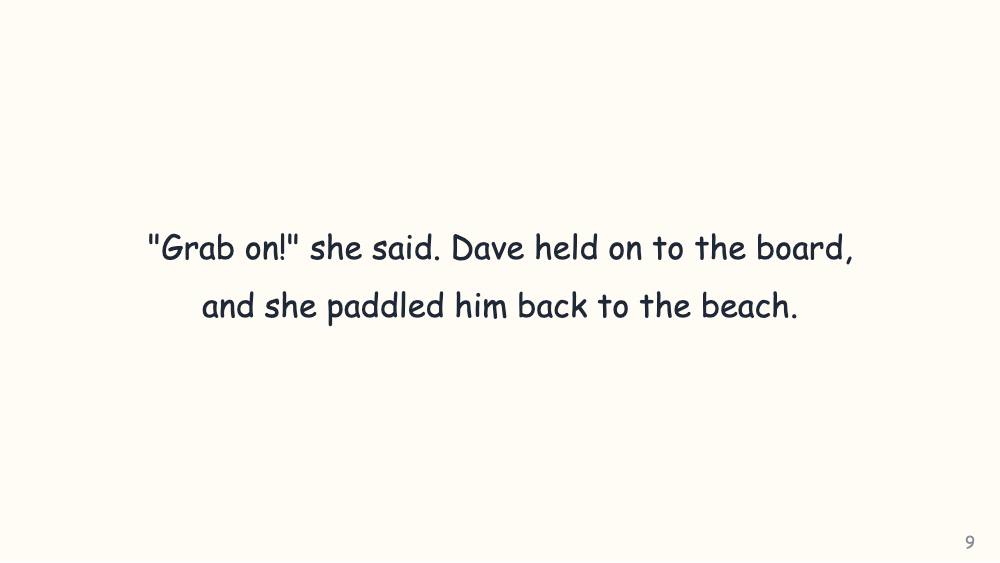 "Grab on!" she said. Dave held on to the board,
and she paddled him back to the beach.
9